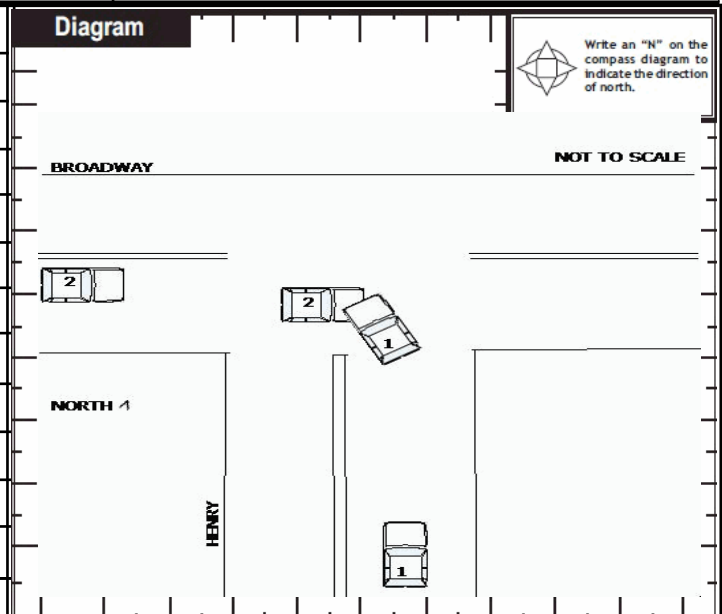 Diagram
Write an “N” on the
compass diagram to
indicate the direction
of north.
BROADWAY
NOT TO SCALE
2
2
1
NORTH
HENRY
1